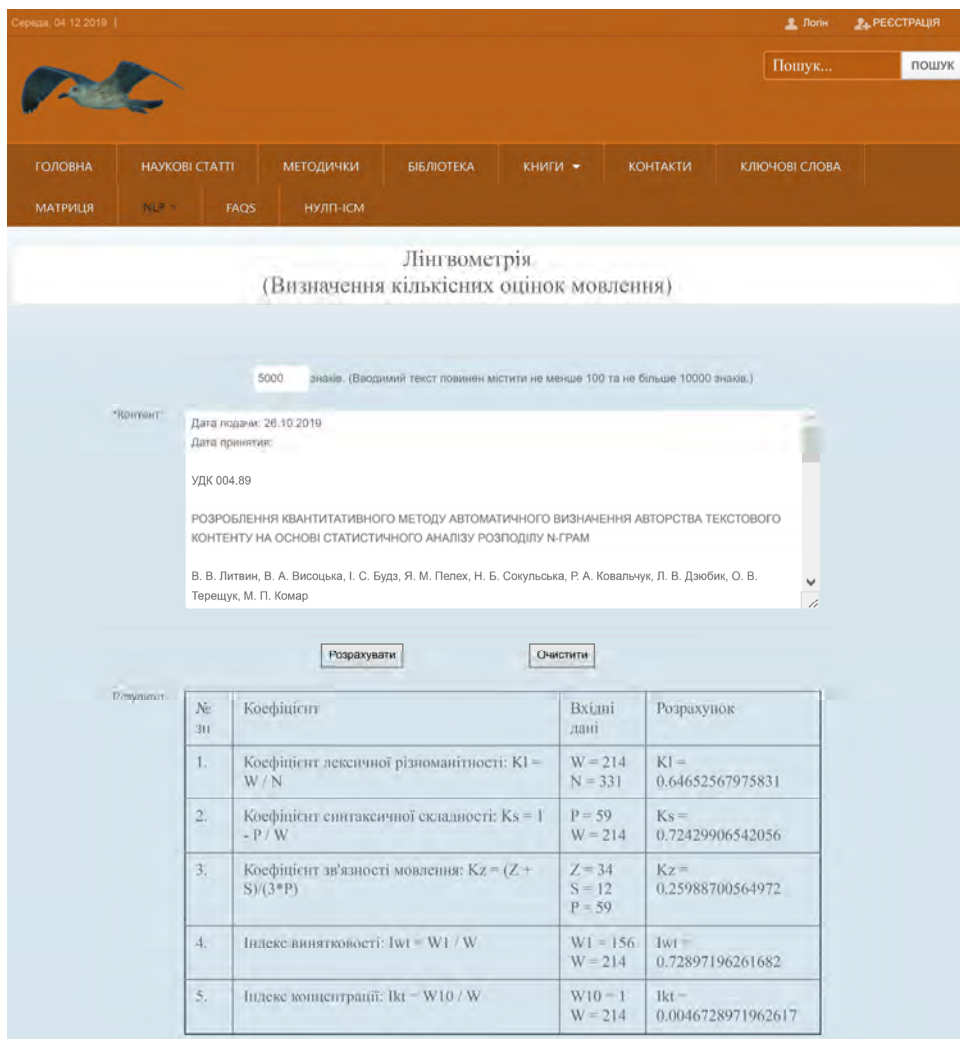 Середа, 04 12 2019 |
Логін
РЕЄСТРАЦІЯ
Пошук...
ПОШУК
ГОЛОВНА
НАУКОВІ СТАТТІ
МЕТОДИЧКИ
БІБЛІОТЕКА
КНИГИ
КОНТАКТИ
КЛЮЧОВІ СЛОВА
МАТРИЦЯ
NLP
FAQS
НУЛП-ІСМ
Лінгвометрія
(Визначення кількісних оцінок мовлення)
5000 знаків. (Вводимий текст повинен містити не менше 100 та не більше 10000 знаків.)
*Контент:
Дата подачи: 26.10.2019
Дата принятия:
УДК 004.89
РОЗРОБЛЕННЯ КВАНТИТАТИВНОГО МЕТОДУ АВТОМАТИЧНОГО ВИЗНАЧЕННЯ АВТОРСТВА ТЕКСТОВОГО
КОНТЕНТУ НА ОСНОВІ СТАТИСТИЧНОГО АНАЛІЗУ РОЗПОДІЛУ N-ГРАМ
В. В. Литвин, В. А. Висоцька, І. С. Будз, Я. М. Пелех, Н. Б. Сокульська, Р. А. Ковальчук, Л. В. Дзюбик, О. В.
Терещук, М. П. Комар
Розрахувати
Очистити
Результат:
№
зп
Коефіцієнт
Вхідні
дані
Розрахунок
1.
Коефіцієнт лексичної різноманітності: Kl =
W / N
W = 214
N = 331
Kl =
0.64652567975831
2.
Коефіцієнт синтаксичної складності: Ks = 1
- P / W
P = 59
W = 214
Ks =
0.72429906542056
3.
Коефіцієнт зв'язності мовлення: Kz = (Z +
S)/(3*P)
Z = 34
S = 12
P = 59
Kz =
0.25988700564972
4.
Індекс винятковості: Iwt = W1 / W
W1 = 156
W = 214
Iwt =
0.72897196261682
5.
Індекс концентрації: Ikt = W10 / W
W10 = 1
W = 214
Ikt =
0.0046728971962617